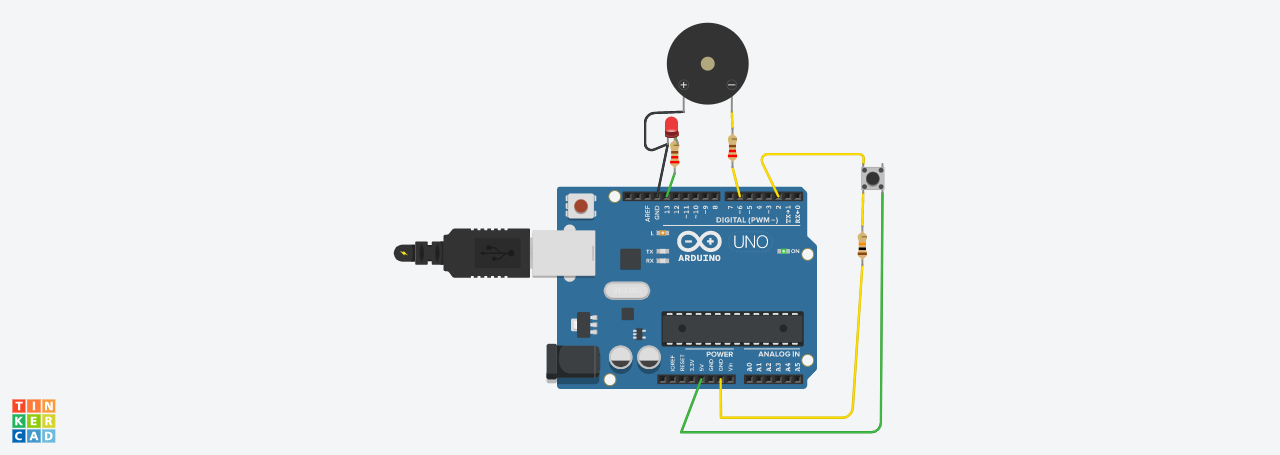 + −
AREF
GND
13
12
~11
~10
~9
8
7
~6
~5
4
~3
2
TX→1
RX←0
DIGITAL (PWM~)
L
TX
RX
ARDUINO
UNO
ON
IOREF
RESET
3.3V
5V
GND
GND
Vin
POWER
ANALOG IN
A0
A1
A2
A3
A4
A5
TIN
KER
CAD